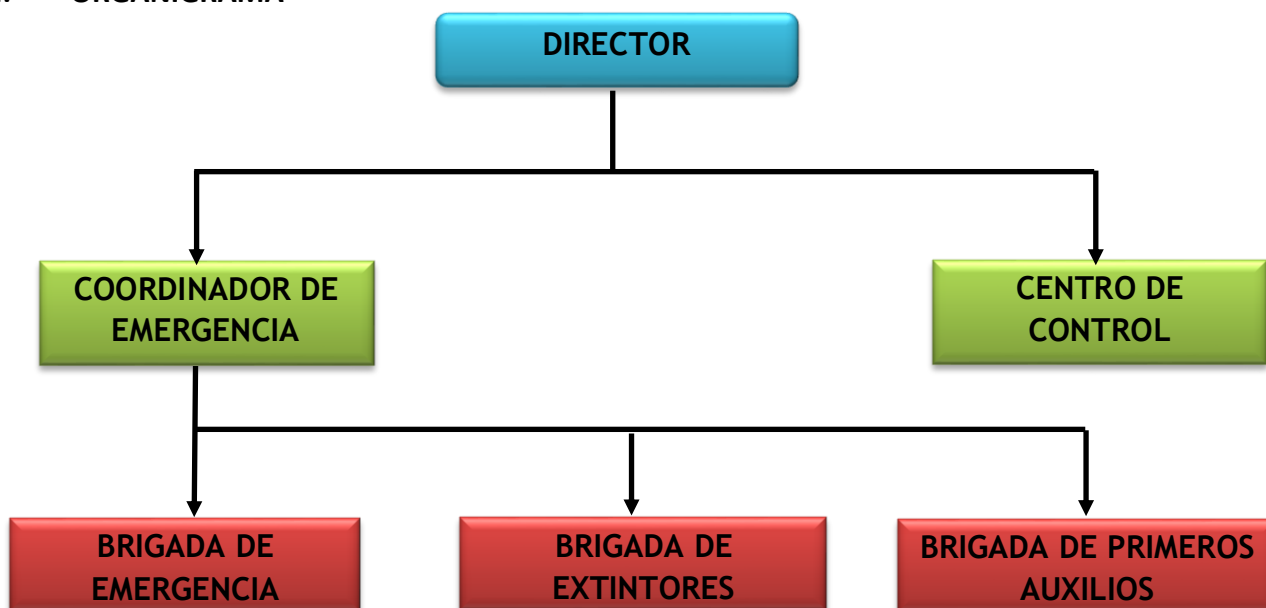 DIRECTOR
COORDINADOR DE
EMERGENCIA
CENTRO DE
CONTROL
BRIGADA DE
EMERGENCIA
BRIGADA DE
EXTINTORES
BRIGADA DE PRIMEROS
AUXILIOS